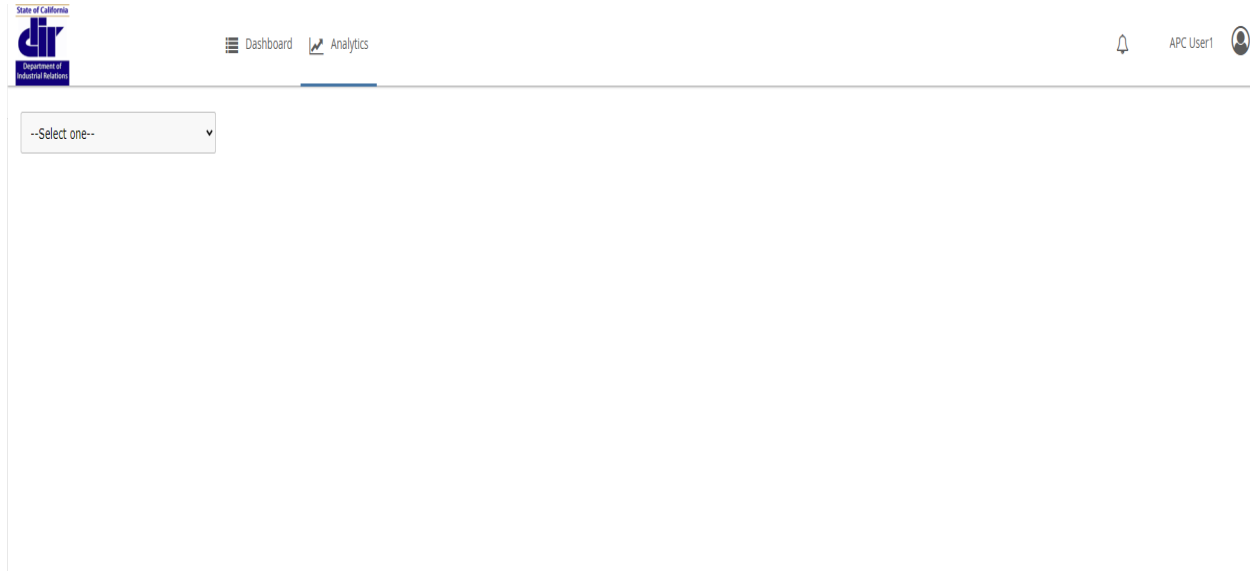 State of California
dir
Department of
Industrial Relations
Dashboard
Analytics
APC User1
--Select one--